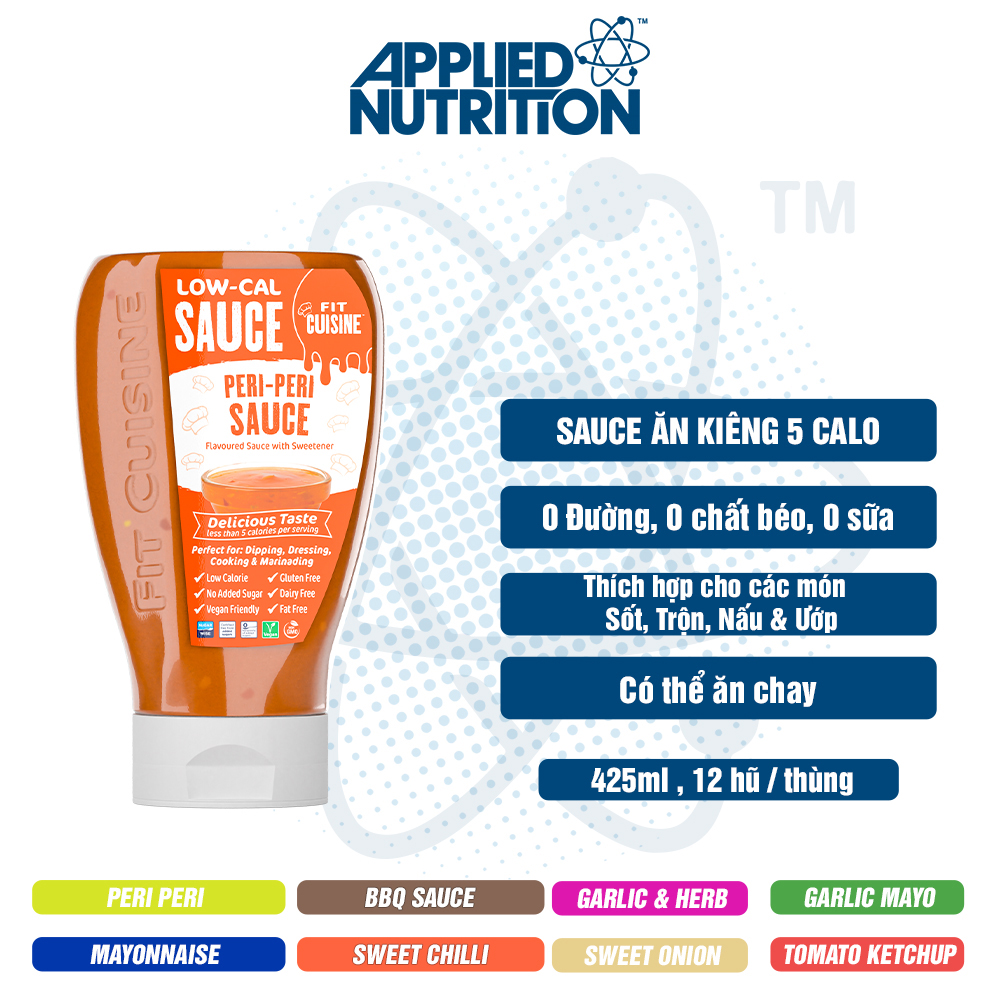 APPLIED
NUTRITION
TM
TM
FIT CUISINE
LOW-CAL
SAUCE
FIT
CUISINE
PERI-PERI
SAUCE
Flavoured Sauce with Sweetener
Delicious Taste
less than 5 calories per serving
Perfect for: Dipping, Dressing,
Cooking & Marinading
✓ Low Calorie ✓ Gluten Free
✓ No Added Sugar ✓ Dairy Free
✓ Vegan Friendly ✓ Fat Free
Vegan
SAUCE ĂN KIÊNG 5 CALO
0 Đường, 0 chất béo, 0 sữa
Thích hợp cho các món
Sốt, Trộn, Nấu & Ướp
Có thể ăn chay
425ml , 12 hũ / thùng
PERI PERI
BBQ SAUCE
GARLIC & HERB
GARLIC MAYO
MAYONNAISE
SWEET CHILLI
SWEET ONION
TOMATO KETCHUP